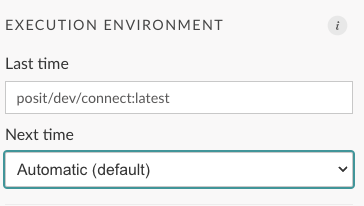 EXECUTION ENVIRONMENT i
Last time
posit/dev/connect:latest
Next time
Automatic (default)